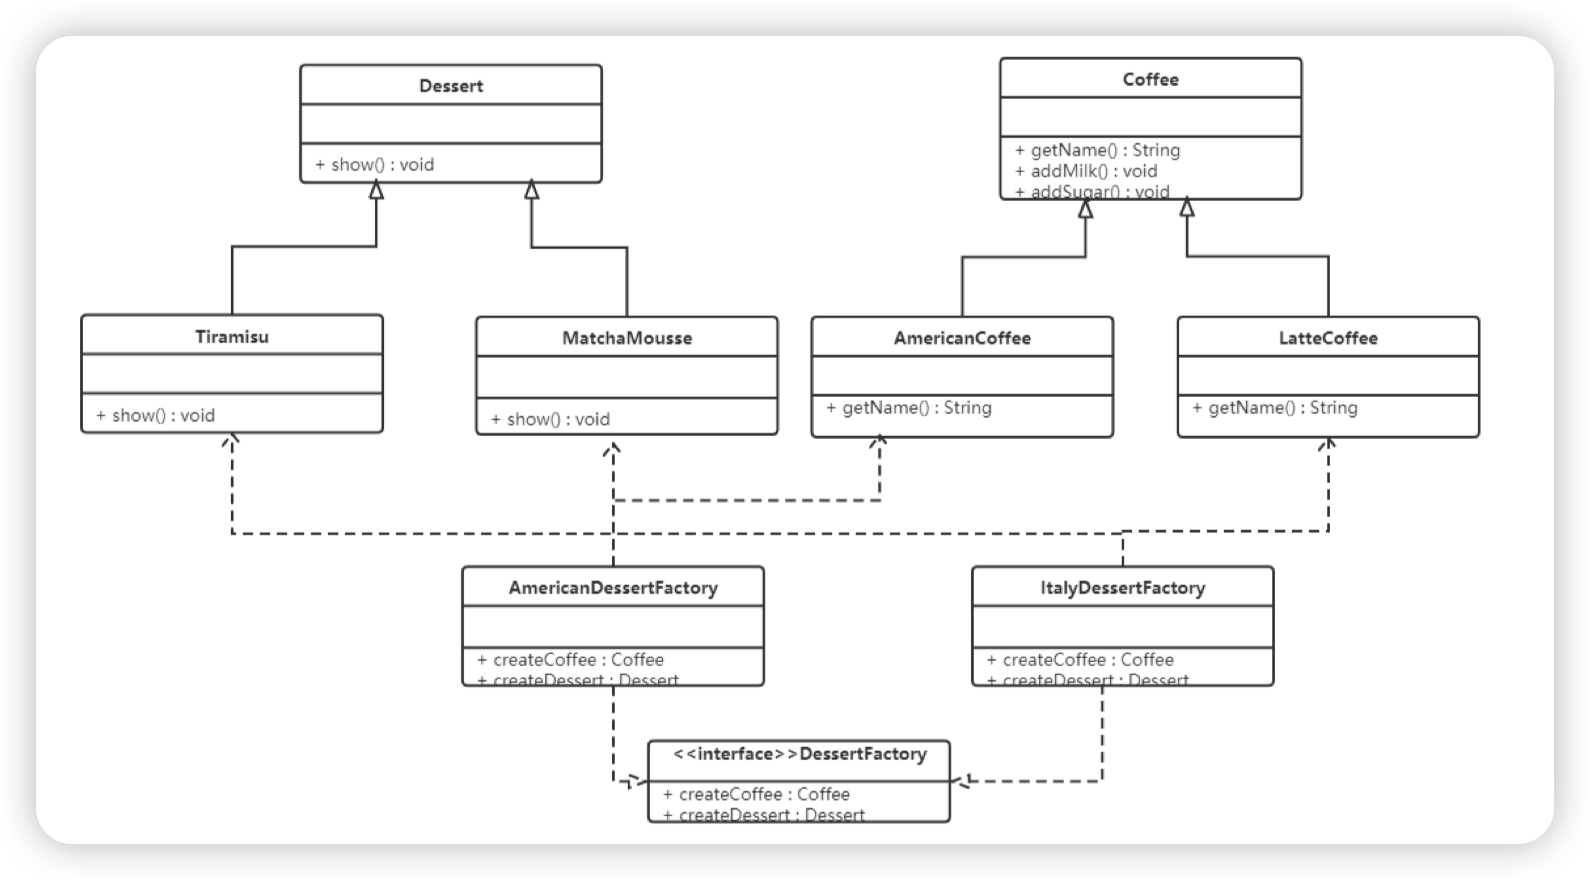 Dessert
+ show() : void
Coffee
+ getName() : String
+ addMilk() : void
+ addSugar() : void
Tiramisu
+ show() : void
MatchaMousse
+ show() : void
AmericanCoffee
+ getName() : String
LatteCoffee
+ getName() : String
AmericanDessertFactory
+ createCoffee : Coffee
+ createDessert : Dessert
ItalyDessertFactory
+ createCoffee : Coffee
+ createDessert : Dessert
<<interface>>DessertFactory
+ createCoffee : Coffee
+ createDessert : Dessert